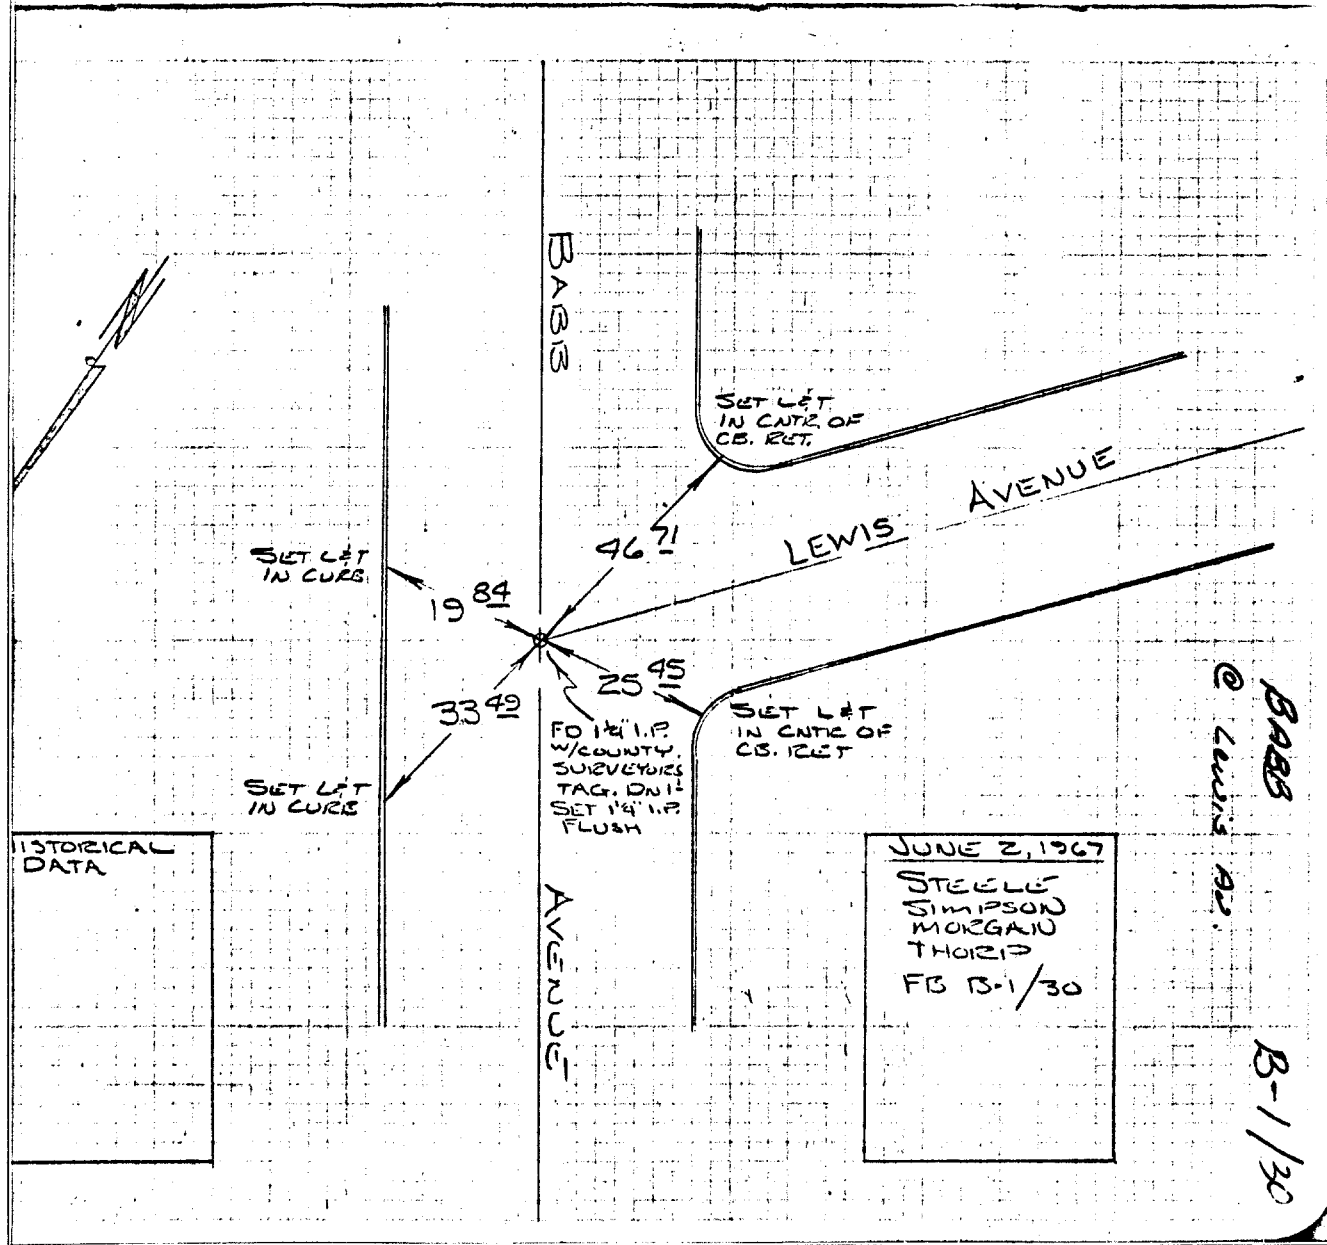 BABB
SET L&T
IN CNTR. OF
CB. RET.
46 71
LEWIS AVENUE
SET L&T
IN CURB
19 84
25 45
33 49
SET L&T
IN CNTR OF
CB. RET
FD 1¼" I.P.
W/COUNTY
SURVEYORS
TAG. DN 1-
SET 1¼" I.P.
FLUSH
SET L&T
IN CURB
AVENUE
HISTORICAL
DATA
JUNE 2, 1967
STEELE
SIMPSON
MORGAN
THORP
FB B-1/30
BABB
@ Lewis Av.
B-1/30